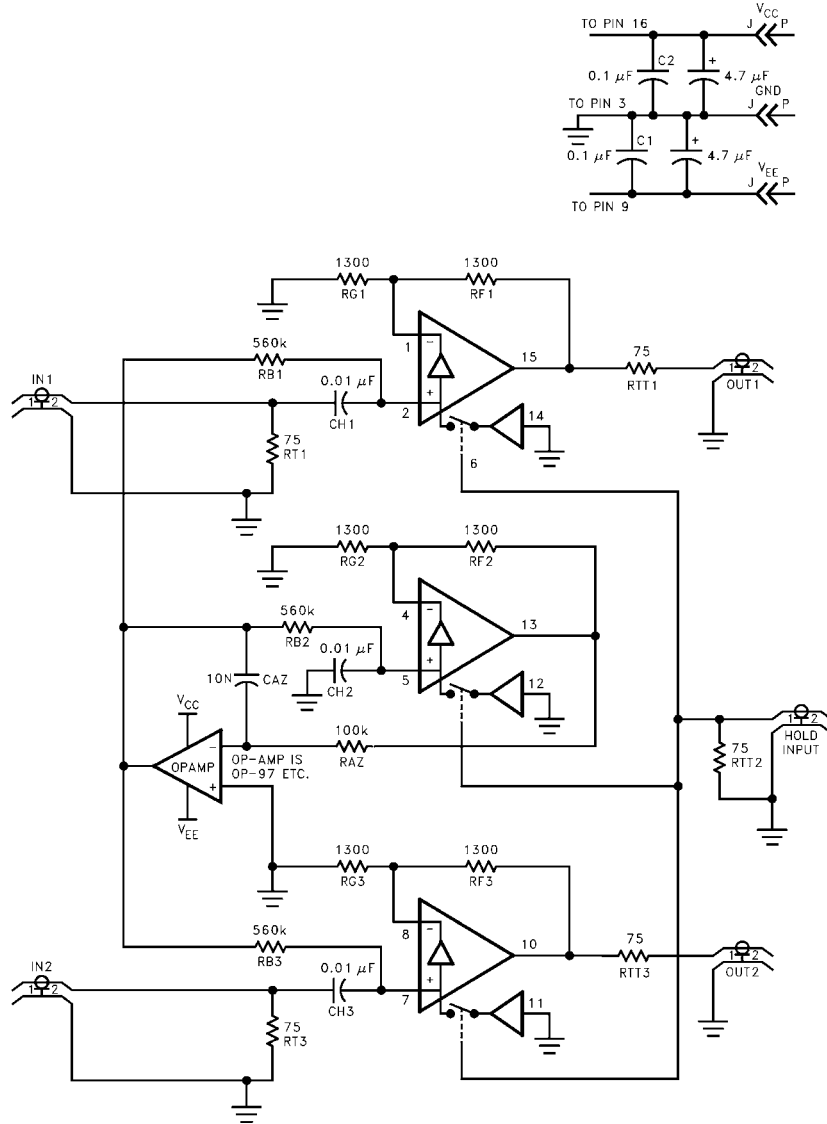 V_CC
TO PIN 16
J P
C2
+
0.1 μF
4.7 μF
GND
TO PIN 3
J P
C1
+
0.1 μF
4.7 μF
V_EE
J P
TO PIN 9
1300
1300
RG1
RF1
560k
1
−
15
75
RB1
IN1
0.01 μF
RTT1
1 2
OUT1
1 2
+
2
CH1
14
75
RT1
6
1300
1300
RG2
RF2
560k
4
−
13
RB2
0.01 μF
10N
CAZ
+
5
CH2
12
V_CC
100k
75
RTT2
1 2
HOLD
INPUT
−
OPAMP
OP-AMP IS
OP-97 ETC.
RAZ
+
V_EE
1300
1300
RG3
RF3
560k
8
−
10
75
RB3
IN2
0.01 μF
RTT3
1 2
OUT2
1 2
+
7
CH3
11
75
RT3